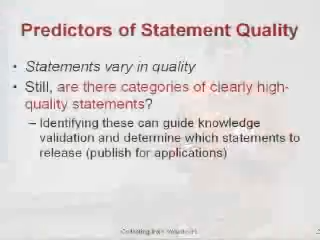 Predictors of Statement Quality
• Statements vary in quality
• Still, are there categories of clearly high-
quality statements?
– Identifying these can guide knowledge
validation and determine which statements to
release (publish for applications)